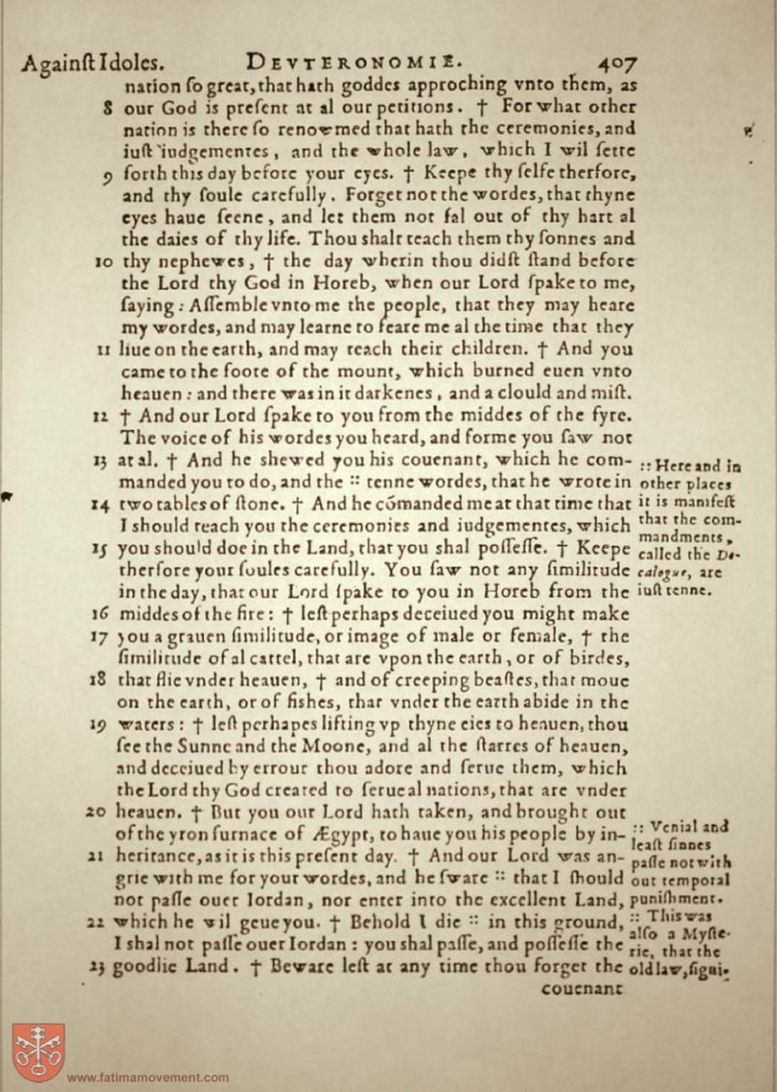 Againſt Idoles. DEVTERONOMIE. 407
nation ſo great, that hath goddes approching vnto them, as
8 our God is preſent at al our petitions. † For what other
nation is there ſo renowmed that hath the ceremonies, and
iuſt iudgementes, and the whole law, which I wil ſette
9 forth this day before your eyes. † Keepe thy ſelfe therfore,
and thy ſoule carefully. Forget not the wordes, that thyne
eyes haue ſeene, and let them not fal out of thy hart al
the daies of thy life. Thou shalt teach them thy ſonnes and
10 thy nephewes, † the day wherin thou didſt ſtand before
the Lord thy God in Horeb, when our Lord ſpake to me,
ſaying: Aſſemble vnto me the people, that they may heare
my wordes, and may learne to feare me al the time that they
11 liue on the earth, and may teach their children. † And you
came to the foote of the mount, which burned euen vnto
heauen: and there was in it darkenes, and a clould and miſt.
12 † And our Lord ſpake to you from the middes of the fyre.
The voice of his wordes you heard, and forme you ſaw not
13 at al. † And he shewed you his couenant, which he com-
manded you to do, and the :: tenne wordes, that he wrote in
14 two tables of ſtone. † And he cõmanded me at that time that
I should teach you the ceremonies and iudgementes, which
15 you should doe in the Land, that you shal poſſeſſe. † Keepe
therfore your ſoules carefully. You ſaw not any ſimilitude
in the day, that our Lord ſpake to you in Horeb from the
16 middes of the fire: † leſt perhaps deceiued you might make
17 you a grauen ſimilitude, or image of male or female, † the
ſimilitude of al cattel, that are vpon the earth, or of birdes,
18 that flie vnder heauen, † and of creeping beaſtes, that moue
on the earth, or of fishes, that vnder the earth abide in the
19 waters: † leſt perhapes lifting vp thyne eies to heauen, thou
ſee the Sunne and the Moone, and al the ſtarres of heauen,
and deceiued by errour thou adore and ſerue them, which
the Lord thy God created to ſerue al nations, that are vnder
20 heauen. † But you our Lord hath taken, and brought out
of the yron furnace of Ægypt, to haue you his people by in-
21 heritance, as it is this preſent day. † And our Lord was an-
grie with me for your wordes, and he ſware :: that I ſhould
not paſſe ouer Iordan, nor enter into the excellent Land,
22 which he wil geue you. † Behold I die :: in this ground,
I shal not paſſe ouer Iordan: you shal paſſe, and poſſeſſe the
23 goodlie Land. † Beware leſt at any time thou forget the
couenant
:: Here and in
other places
it is manifeſt
that the com-
mandments,
called the De-
calogue, are
iuſt tenne.
:: Venial and
leaſt ſinnes
paſſe not with
out temporal
puniſhment.
:: This was
alſo a Myſte-
rie, that the
old law, ſigni-
www.fatimamovement.com